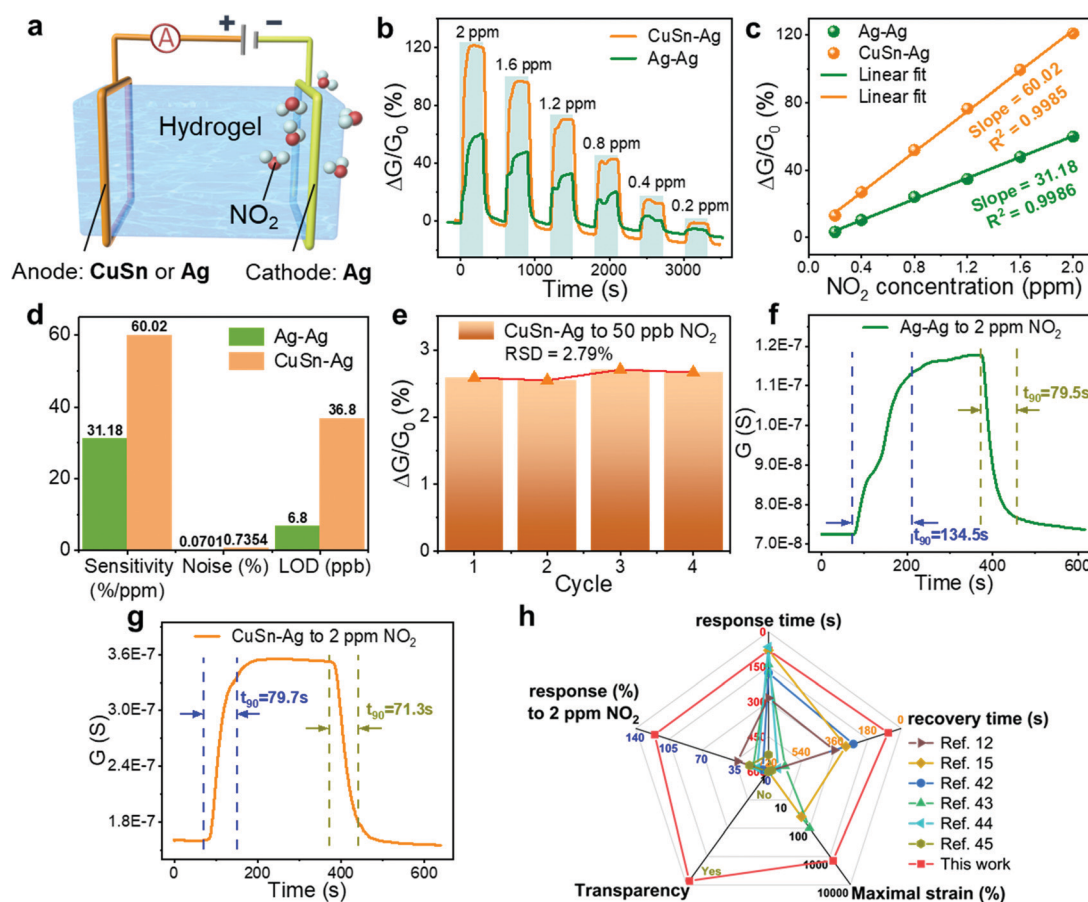 a
A
+
−
Hydrogel
NO2
Anode: CuSn or Ag
Cathode: Ag
b
2 ppm
CuSn-Ag
Ag-Ag
1.6 ppm
1.2 ppm
0.8 ppm
0.4 ppm
0.2 ppm
ΔG/G0 (%)
120
80
40
0
0 1000 2000 3000
Time (s)
c
Ag-Ag
CuSn-Ag
Linear fit
Linear fit
Slope = 60.02
R2 = 0.9985
Slope = 31.18
R2 = 0.9986
ΔG/G0 (%)
120
80
40
0
0.4 0.8 1.2 1.6 2.0
NO2 concentration (ppm)
d
Ag-Ag
CuSn-Ag
60
40
20
0
31.18
60.02
0.0701
0.7354
6.8
36.8
Sensitivity
(%/ppm)
Noise (%)
LOD (ppb)
e
CuSn-Ag to 50 ppb NO2
RSD = 2.79%
ΔG/G0 (%)
3
2
1
0
1 2 3 4
Cycle
f
Ag-Ag to 2 ppm NO2
G (S)
1.2E-7
1.1E-7
9.0E-8
8.0E-8
7.0E-8
t90=79.5s
t90=134.5s
0 200 400 600
Time (s)
g
CuSn-Ag to 2 ppm NO2
G (S)
3.6E-7
3.0E-7
2.4E-7
1.8E-7
t90=79.7s
t90=71.3s
0 200 400 600
Time (s)
h
response time (s)
0
150
300
450
600
response (%)
to 2 ppm NO2
140
105
70
35
0
recovery time (s)
0
180
360
540
Transparency
No
Yes
Maximal strain (%)
10
100
1000
10000
Ref. 12
Ref. 15
Ref. 42
Ref. 43
Ref. 44
Ref. 45
This work